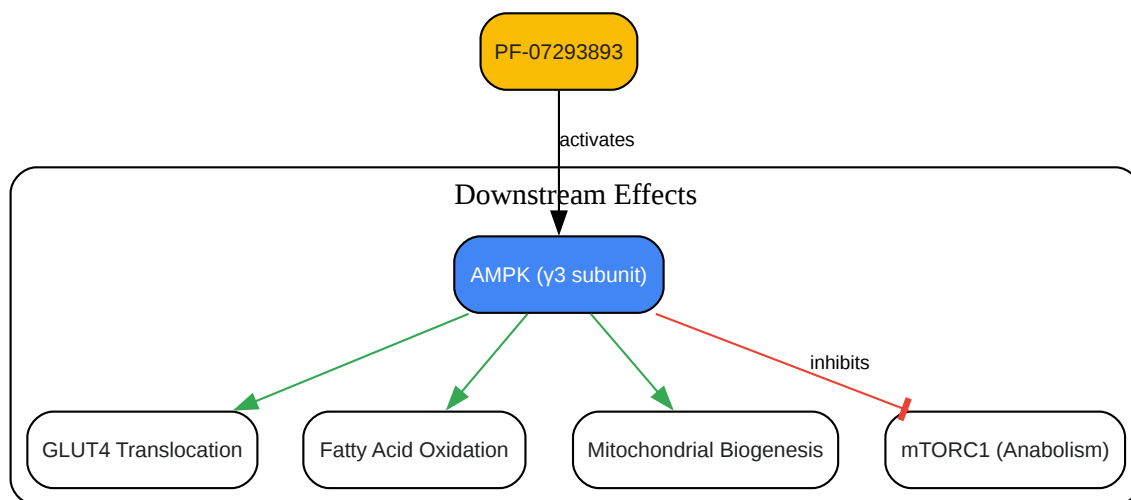 PF-07293893
activates
Downstream Effects
AMPK (γ3 subunit)
inhibits
GLUT4 Translocation
Fatty Acid Oxidation
Mitochondrial Biogenesis
mTORC1 (Anabolism)